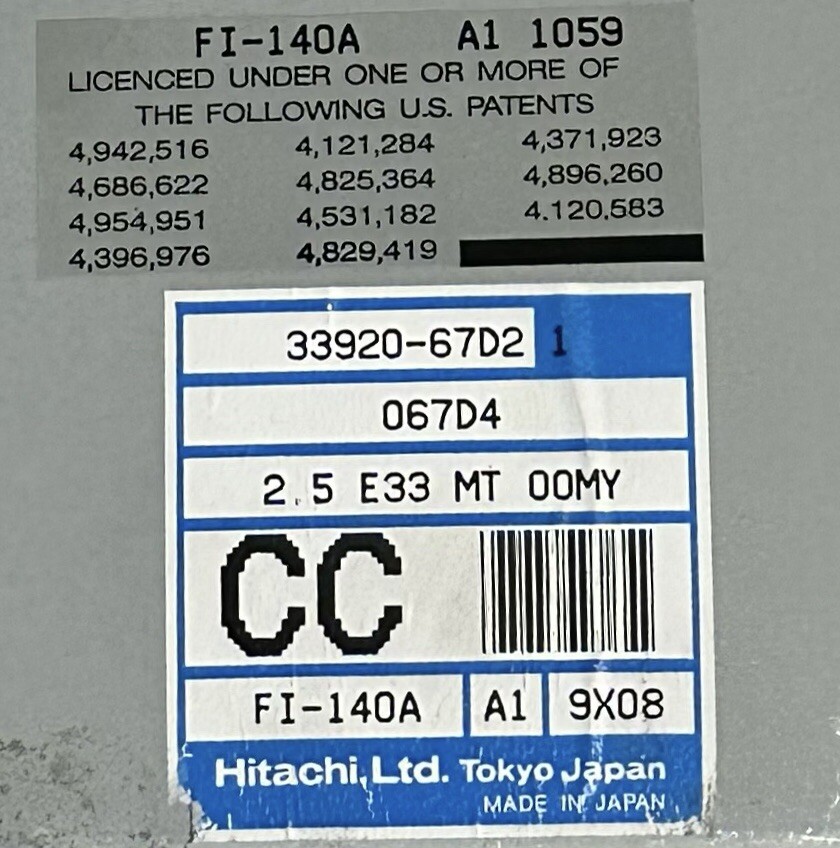 FI-140A A1 1059
LICENCED UNDER ONE OR MORE OF
THE FOLLOWING U.S. PATENTS
4,942,516 4,121,284 4,371,923
4,686,622 4,825,364 4,896,260
4,954,951 4,531,182 4.120.583
4,396,976 4,829,419
33920-67D2 1
067D4
2.5 E33 MT 00MY
CC
FI-140A A1 9X08
Hitachi, Ltd. Tokyo Japan
MADE IN JAPAN